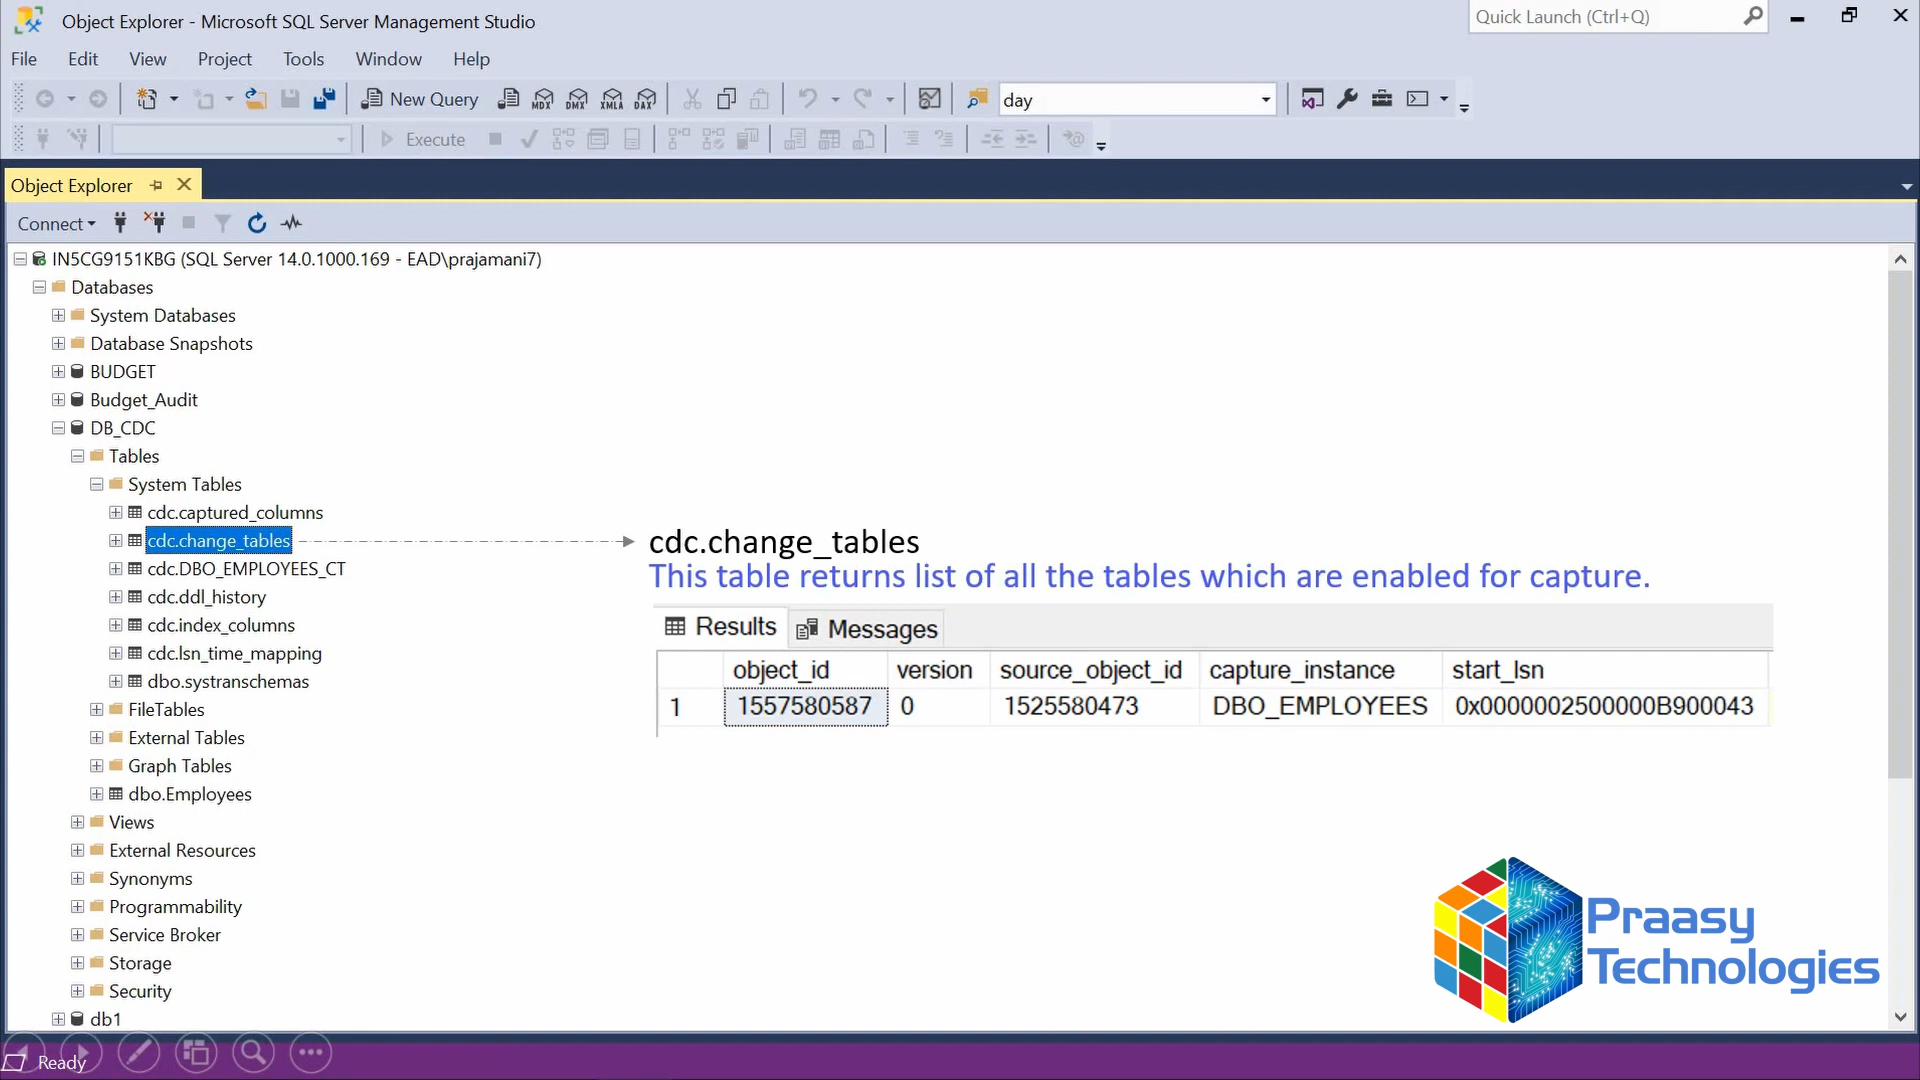 Object Explorer - Microsoft SQL Server Management Studio
Quick Launch (Ctrl+Q)
File Edit View Project Tools Window Help
New Query MDX DMX XMLA DAX day
Execute
Object Explorer
Connect
IN5CG9151KBG (SQL Server 14.0.1000.169 - EAD\prajamani7)
Databases
System Databases
Database Snapshots
BUDGET
Budget_Audit
DB_CDC
Tables
System Tables
cdc.captured_columns
cdc.change_tables
cdc.DBO_EMPLOYEES_CT
cdc.ddl_history
cdc.index_columns
cdc.lsn_time_mapping
dbo.systranschemas
FileTables
External Tables
Graph Tables
dbo.Employees
Views
External Resources
Synonyms
Programmability
Service Broker
Storage
Security
db1
cdc.change_tables
This table returns list of all the tables which are enabled for capture.
Results Messages
object_id version source_object_id capture_instance start_lsn
1 1557580587 0 1525580473 DBO_EMPLOYEES 0x0000002500000B900043
Praasy
Technologies
Ready